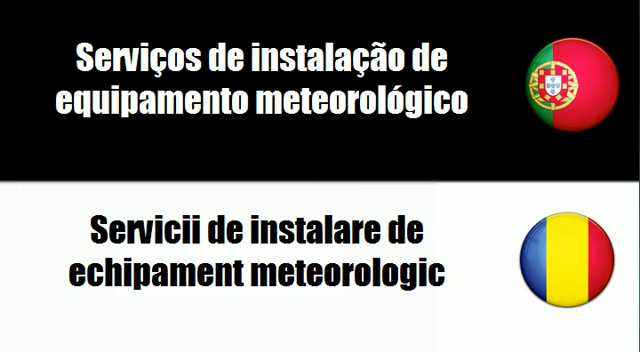 Serviços de instalação de
equipamento meteorológico
Servicii de instalare de
echipament meteorologic